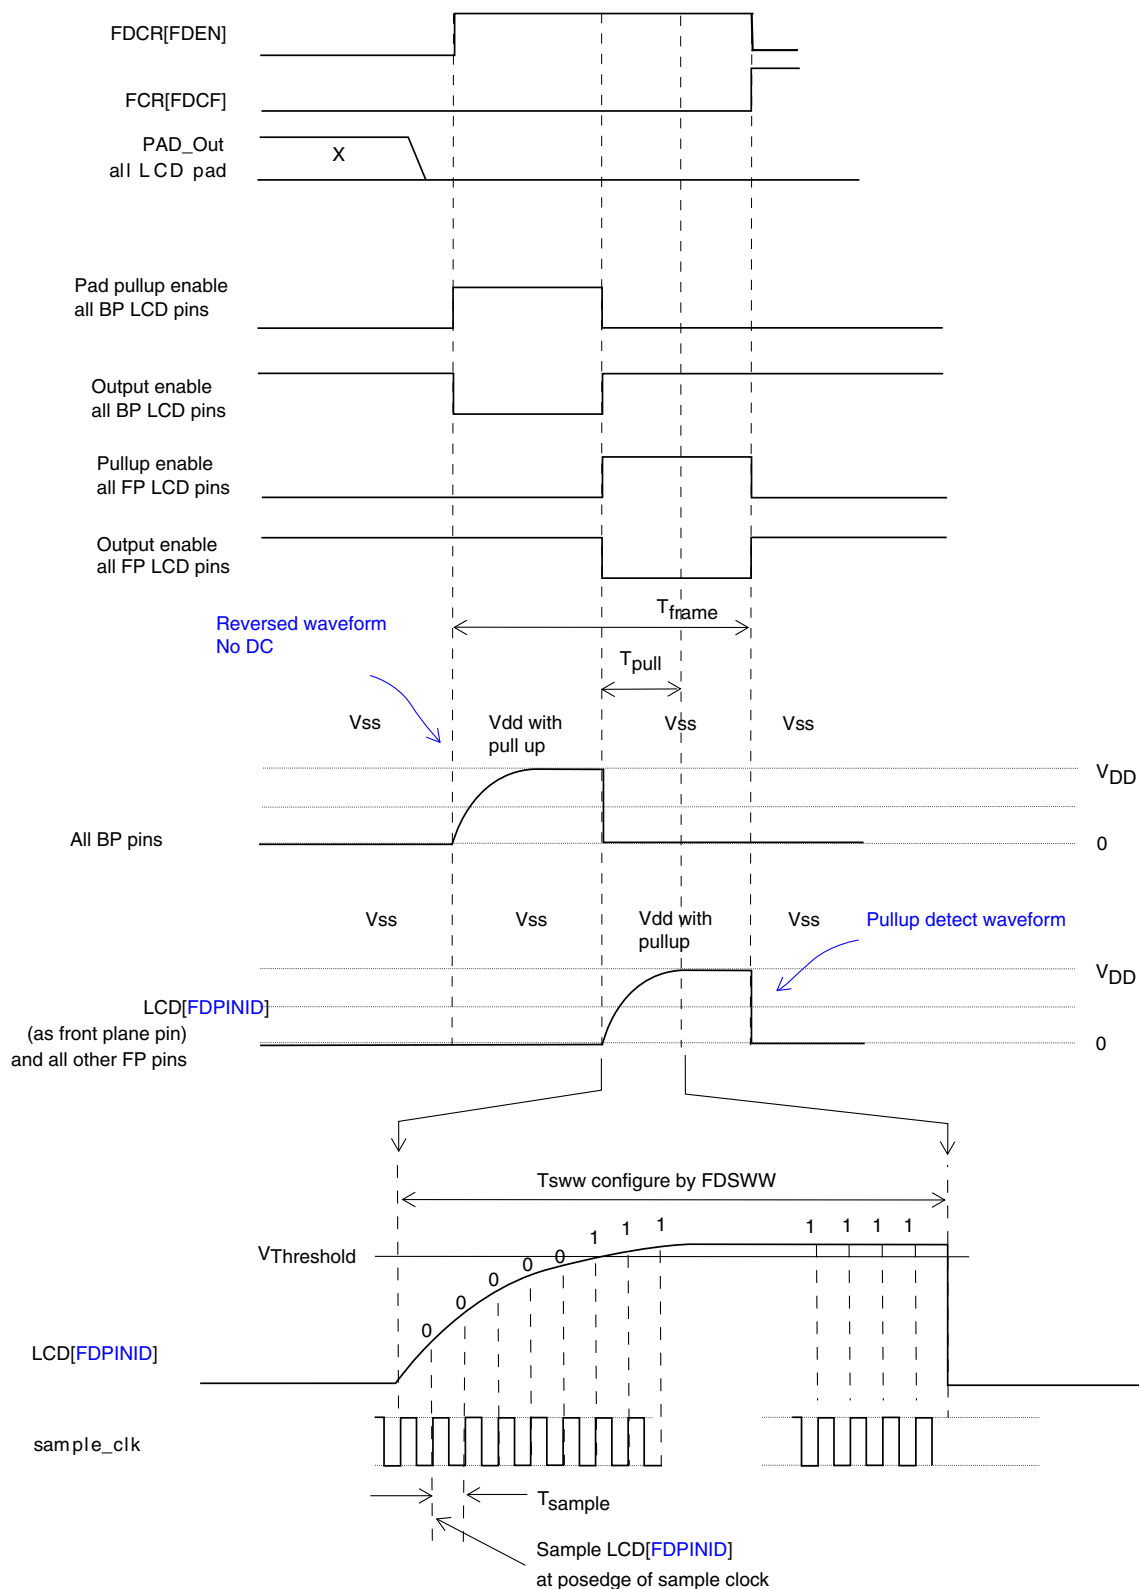 FDCR[FDEN]
FCR[FDCF]
PAD_Out
all LCD pad
X
Pad pullup enable
all BP LCD pins
Output enable
all BP LCD pins
Pullup enable
all FP LCD pins
Output enable
all FP LCD pins
Tframe
Reversed waveform
No DC
Tpull
Vss
Vdd with
pull up
Vss
Vss
VDD
All BP pins
0
Vss
Vss
Vdd with
pullup
Vss
Pullup detect waveform
VDD
LCD[FDPINID]
(as front plane pin)
and all other FP pins
0
Tsww configure by FDSWW
VThreshold
0 0 0 0 0 1 1 1 1 1 1 1
LCD[FDPINID]
sample_clk
Tsample
Sample LCD[FDPINID]
at posedge of sample clock